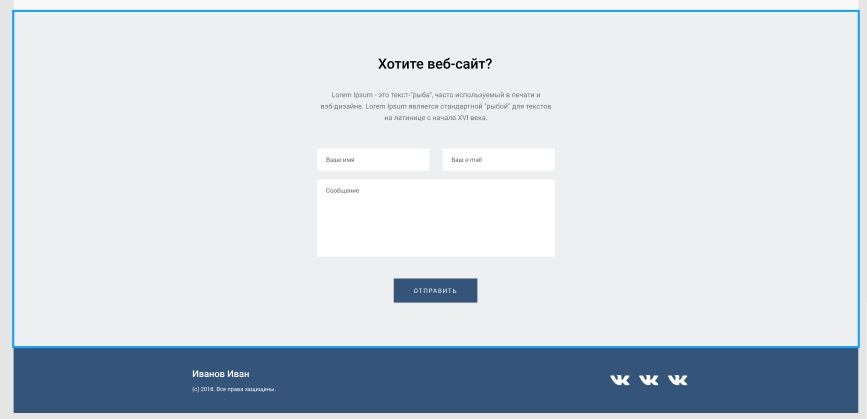 Хотите веб-сайт?
Lorem Ipsum - это текст-"рыба", часто используемый в печати и
вэб-дизайне. Lorem Ipsum является стандартной "рыбой" для текстов
на латинице с начала XVI века.
Ваше имя
Ваш e-mail
Сообщение
ОТПРАВИТЬ
Иванов Иван
(c) 2016. Все права защищены.